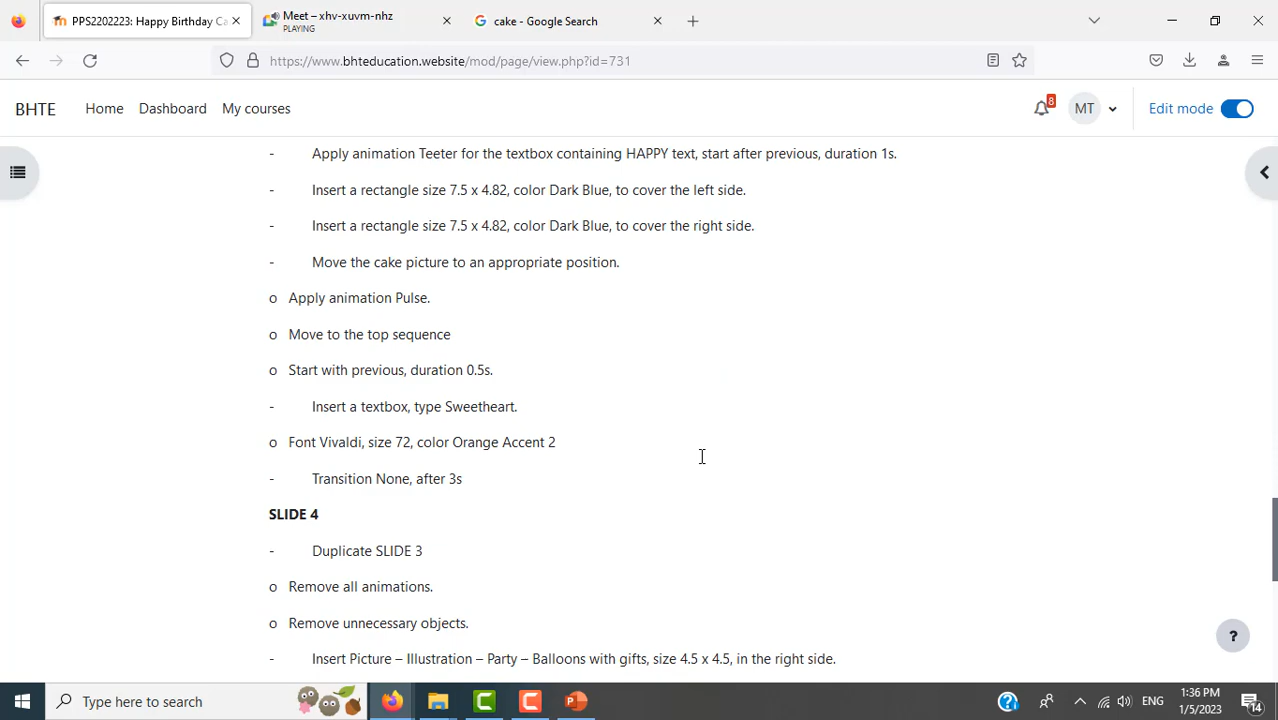 PPS2202223: Happy Birthday Ca
Meet – xhv-xuvm-nhz
PLAYING
cake - Google Search
https://www.bhteducation.website/mod/page/view.php?id=731
BHTE
Home
Dashboard
My courses
8
MT
Edit mode
- Apply animation Teeter for the textbox containing HAPPY text, start after previous, duration 1s.
- Insert a rectangle size 7.5 x 4.82, color Dark Blue, to cover the left side.
- Insert a rectangle size 7.5 x 4.82, color Dark Blue, to cover the right side.
- Move the cake picture to an appropriate position.
o Apply animation Pulse.
o Move to the top sequence
o Start with previous, duration 0.5s.
- Insert a textbox, type Sweetheart.
o Font Vivaldi, size 72, color Orange Accent 2
- Transition None, after 3s
SLIDE 4
- Duplicate SLIDE 3
o Remove all animations.
o Remove unnecessary objects.
- Insert Picture – Illustration – Party – Balloons with gifts, size 4.5 x 4.5, in the right side.
?
Type here to search
ENG
1:36 PM
1/5/2023
14